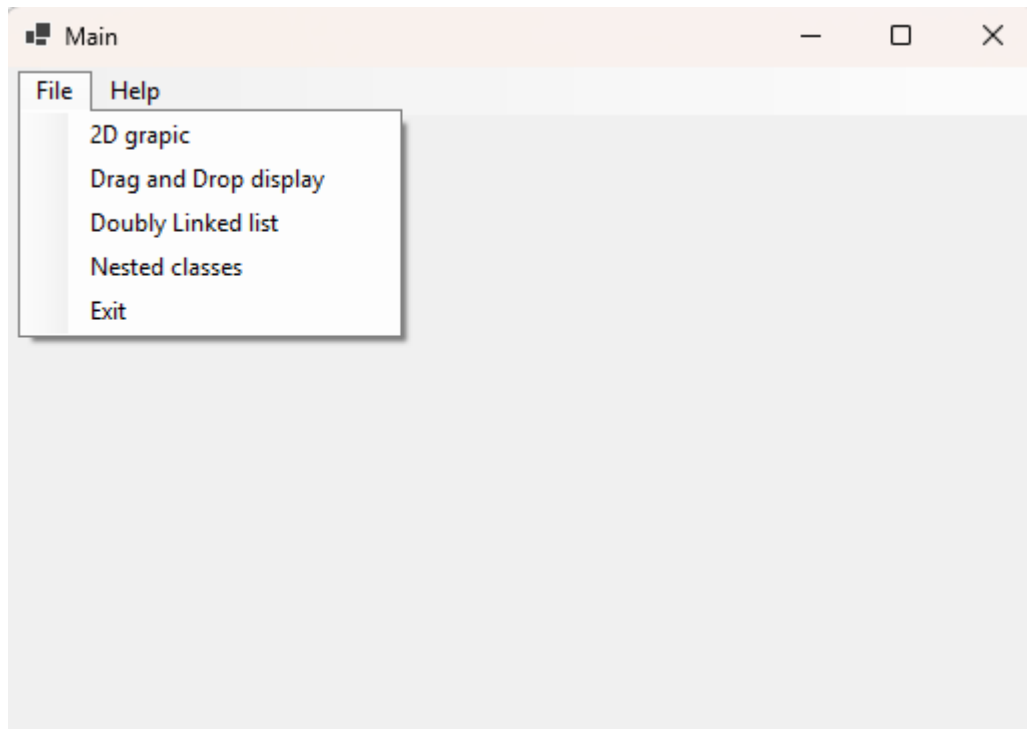 Main
File Help
2D grapic
Drag and Drop display
Doubly Linked list
Nested classes
Exit